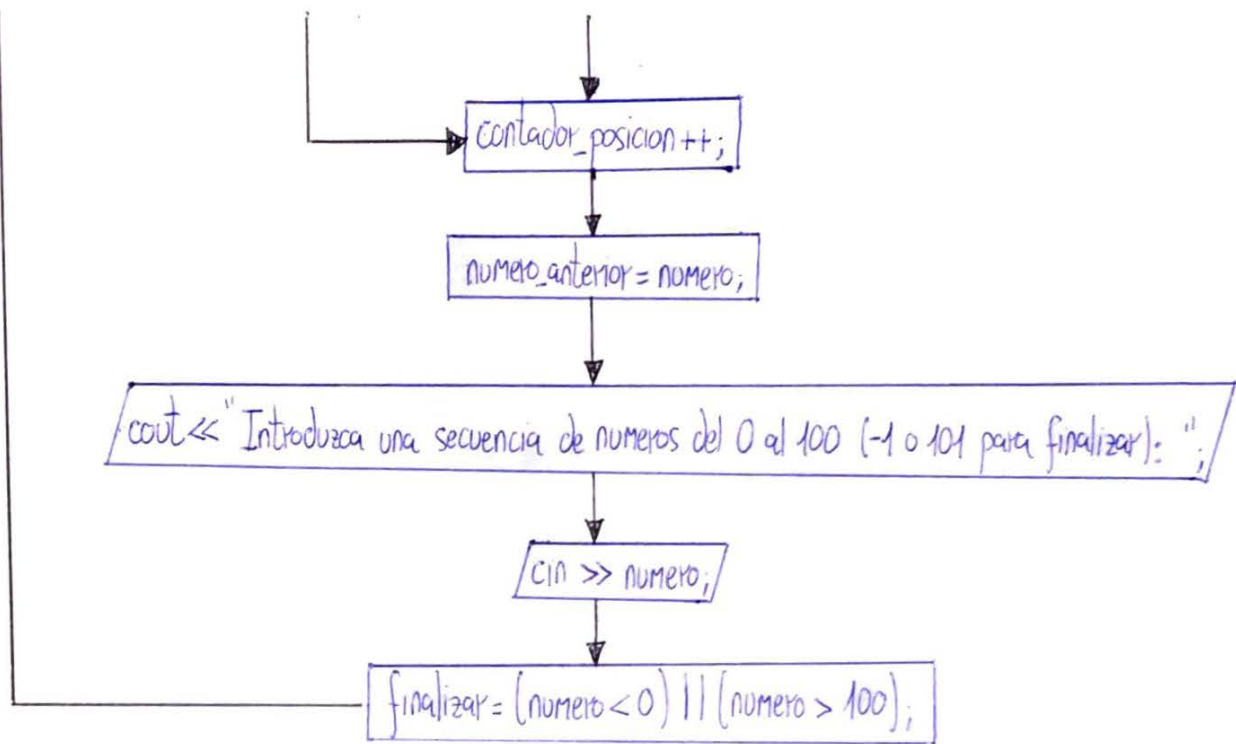 contador_posicion++;
numero_anterior = numero;
cout << "Introduzca una secuencia de numeros del 0 al 100 (-1 o 101 para finalizar): ";
cin >> numero;
finalizar = (numero < 0) || (numero > 100);